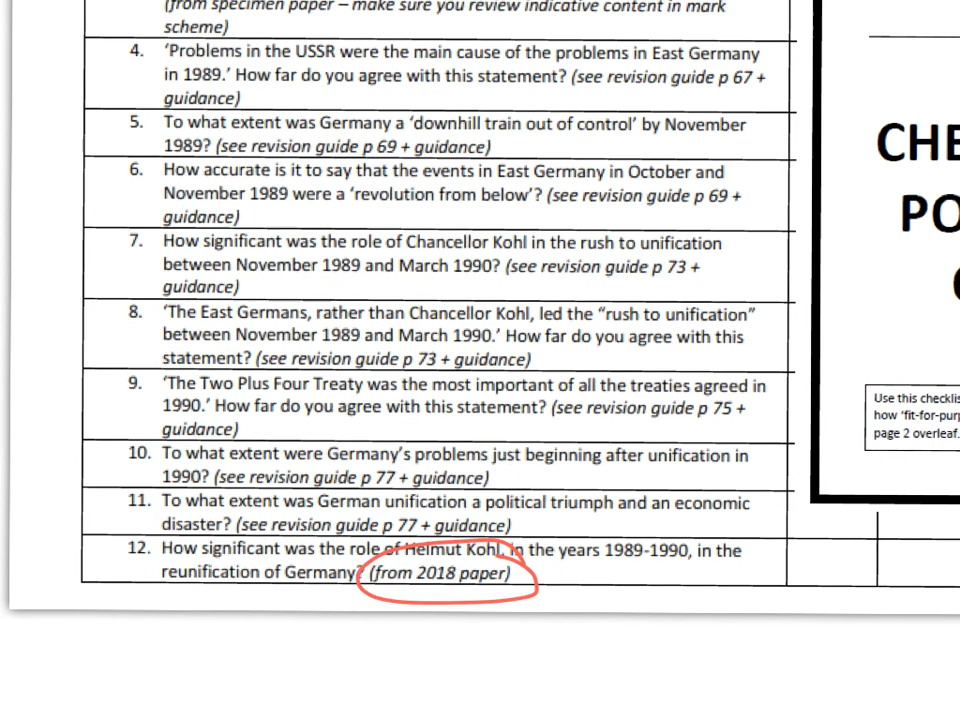 (from specimen paper – make sure you review indicative content in mark
scheme)
4. ‘Problems in the USSR were the main cause of the problems in East Germany
in 1989.’ How far do you agree with this statement? (see revision guide p 67 +
guidance)
5. To what extent was Germany a ‘downhill train out of control’ by November
1989? (see revision guide p 69 + guidance)
6. How accurate is it to say that the events in East Germany in October and
November 1989 were a ‘revolution from below’? (see revision guide p 69 +
guidance)
7. How significant was the role of Chancellor Kohl in the rush to unification
between November 1989 and March 1990? (see revision guide p 73 +
guidance)
8. ‘The East Germans, rather than Chancellor Kohl, led the “rush to unification”
between November 1989 and March 1990.’ How far do you agree with this
statement? (see revision guide p 73 + guidance)
9. ‘The Two Plus Four Treaty was the most important of all the treaties agreed in
1990.’ How far do you agree with this statement? (see revision guide p 75 +
guidance)
10. To what extent were Germany’s problems just beginning after unification in
1990? (see revision guide p 77 + guidance)
11. To what extent was German unification a political triumph and an economic
disaster? (see revision guide p 77 + guidance)
12. How significant was the role of Helmut Kohl, in the years 1989-1990, in the
reunification of Germany? (from 2018 paper)
CHE
PO
Use this checklis
how ‘fit-for-purp
page 2 overleaf.